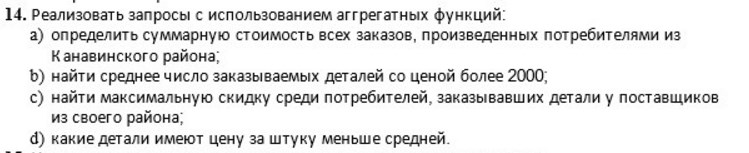 14. Реализовать запросы с использованием аггрегатных функций:
a) определить суммарную стоимость всех заказов, произведенных потребителями из
Канавинского района;
b) найти среднее число заказываемых деталей со ценой более 2000;
c) найти максимальную скидку среди потребителей, заказывавших детали у поставщиков
из своего района;
d) какие детали имеют цену за штуку меньше средней.